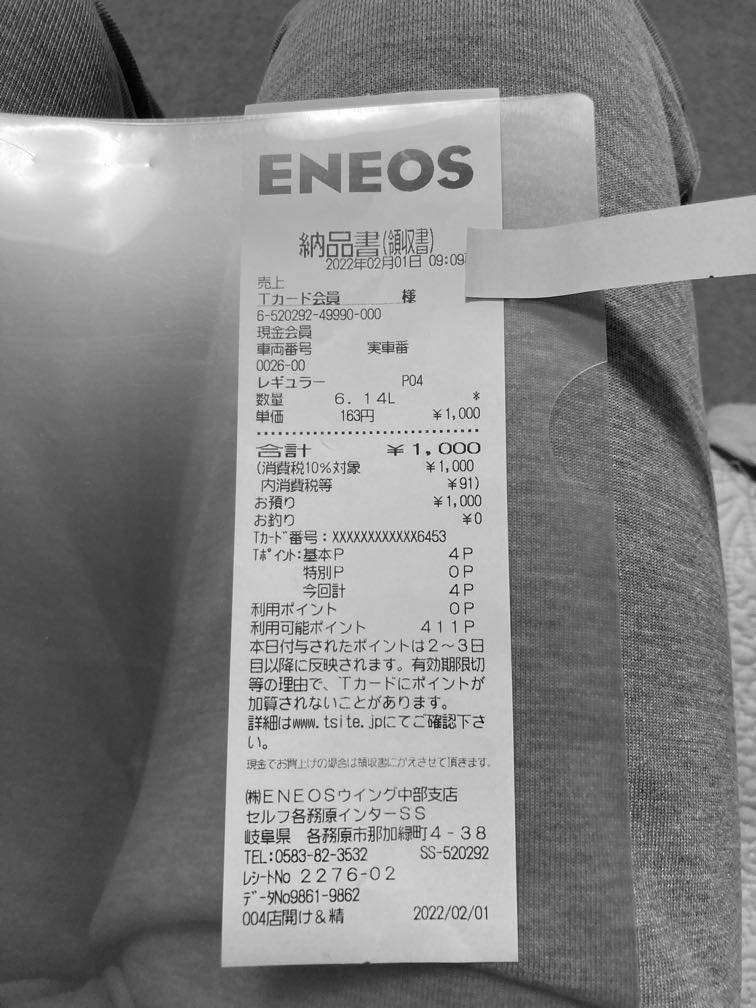 ENEOS
納品書(領収書)
2022年02月01日 09:09
売上
Tカード会員 様
6-520292-49990-000
現金会員
車両番号 実車番
0026-00
レギュラー P04
数量 6.14L *
単価 163円 ¥1,000
合計 ¥1,000
(消費税10%対象 ¥1,000
内消費税等 ¥91)
お預り ¥1,000
お釣り ¥0
Tカード番号:XXXXXXXXXXXX6453
Tポイント:基本P 4P
特別P 0P
今回計 4P
利用ポイント 0P
利用可能ポイント 411P
本日付与されたポイントは2~3日
目以降に反映されます。有効期限切
等の理由で、Tカードにポイントが
加算されないことがあります。
詳細はwww.tsite.jpにてご確認下さ
い。
現金でお買上げの場合は領収書にかえさせて頂きます。
(株)ENEOSウイング中部支店
セルフ各務原インターSS
岐阜県 各務原市那加緑町4-38
TEL:0583-82-3532 SS-520292
レシートNo 2276-02
データNo9861-9862
004店開け&精 2022/02/01